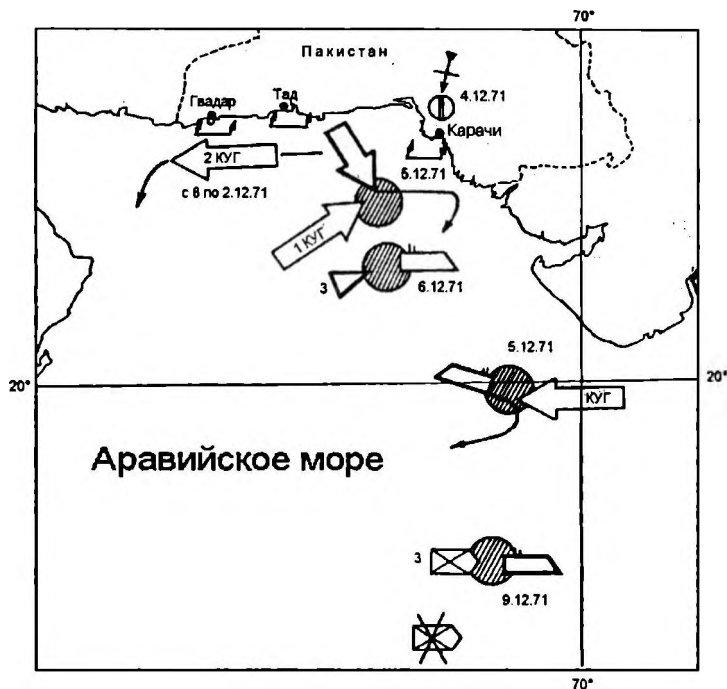 70°
Пакистан
4.12.71
Гвадар
Тад
Карачи
2 КУГ
5.12.71
с 8 по 2.12.71
1 КУГ
3
6.12.71
5.12.71
20°
20°
КУГ
Аравийское море
3
9.12.71
70°